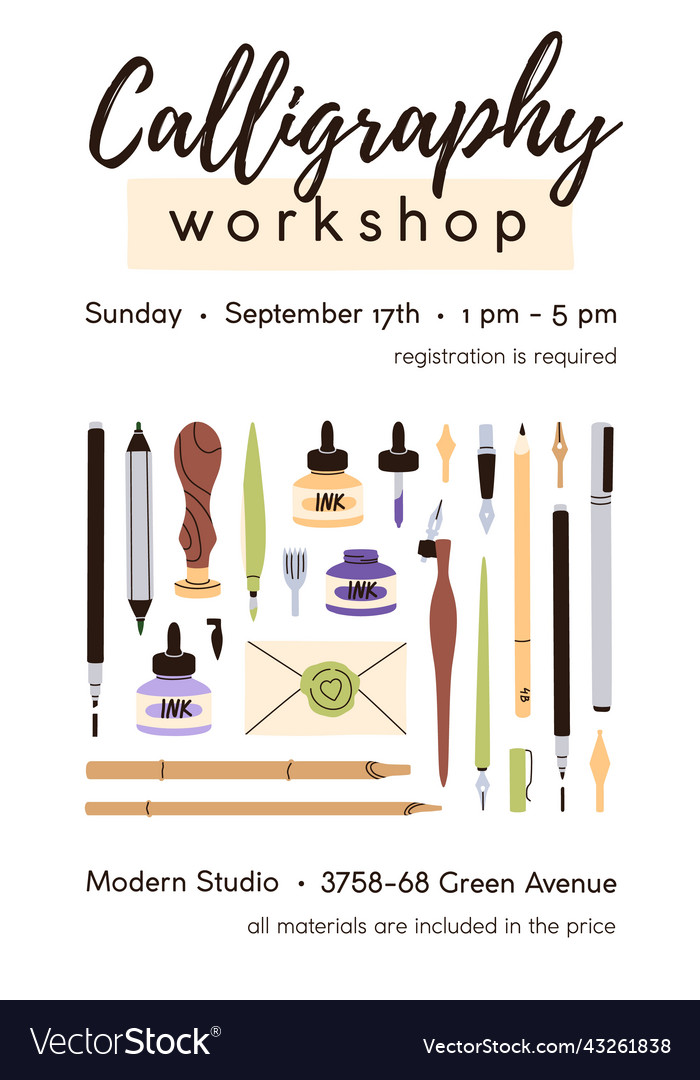 Calligraphy
workshop
Sunday • September 17th • 1 pm - 5 pm
registration is required
INK
INK
4B
INK
Modern Studio • 3758-68 Green Avenue
all materials are included in the price
VectorStock®
VectorStock.com/43261838